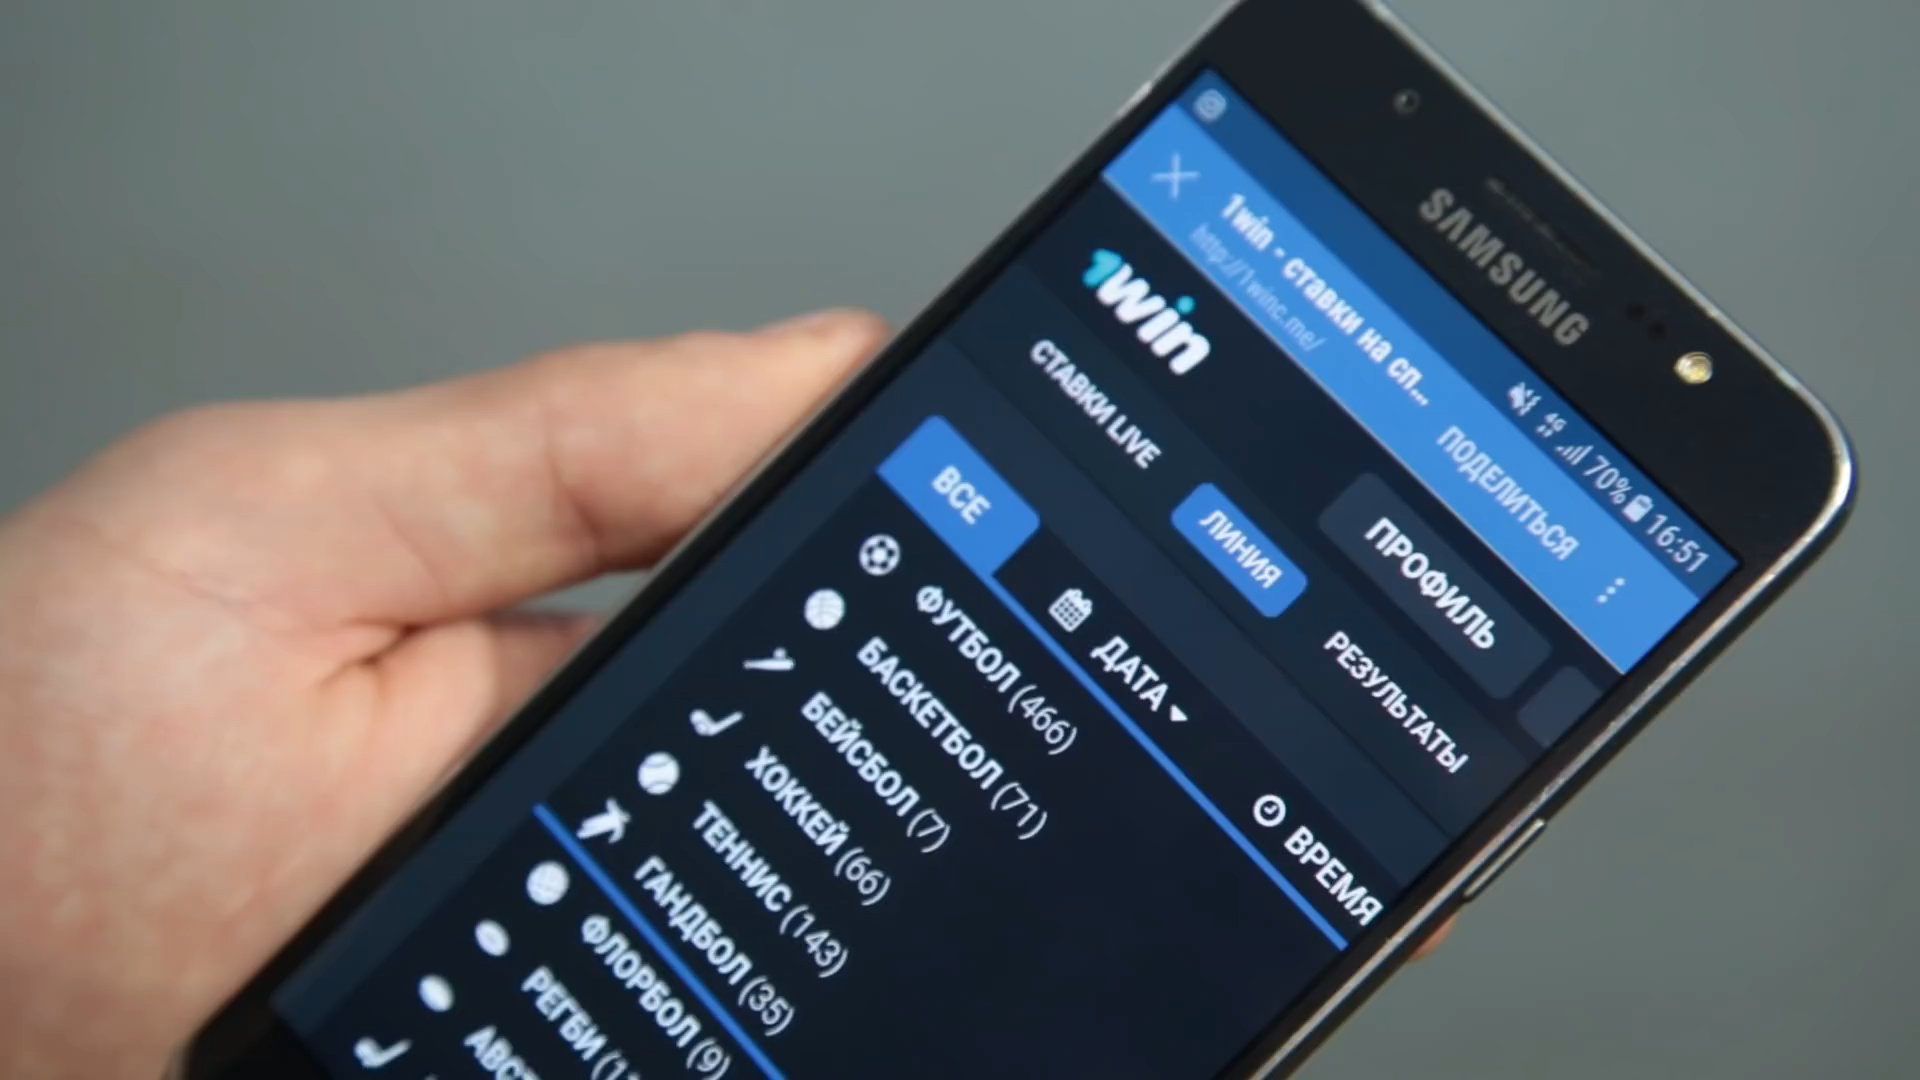 SAMSUNG
70% 16:51
1win - ставки на сп...
http://1winc.me/
ПОДЕЛИТЬСЯ
1win
ПРОФИЛЬ
СТАВКИ LIVE
ЛИНИЯ
РЕЗУЛЬТАТЫ
ВСЕ
ДАТА
ВРЕМЯ
ФУТБОЛ (466)
БАСКЕТБОЛ (71)
БЕЙСБОЛ (7)
ХОККЕЙ (66)
ТЕННИС (143)
ГАНДБОЛ (35)
ФЛОРБОЛ (9)
РЕГБИ